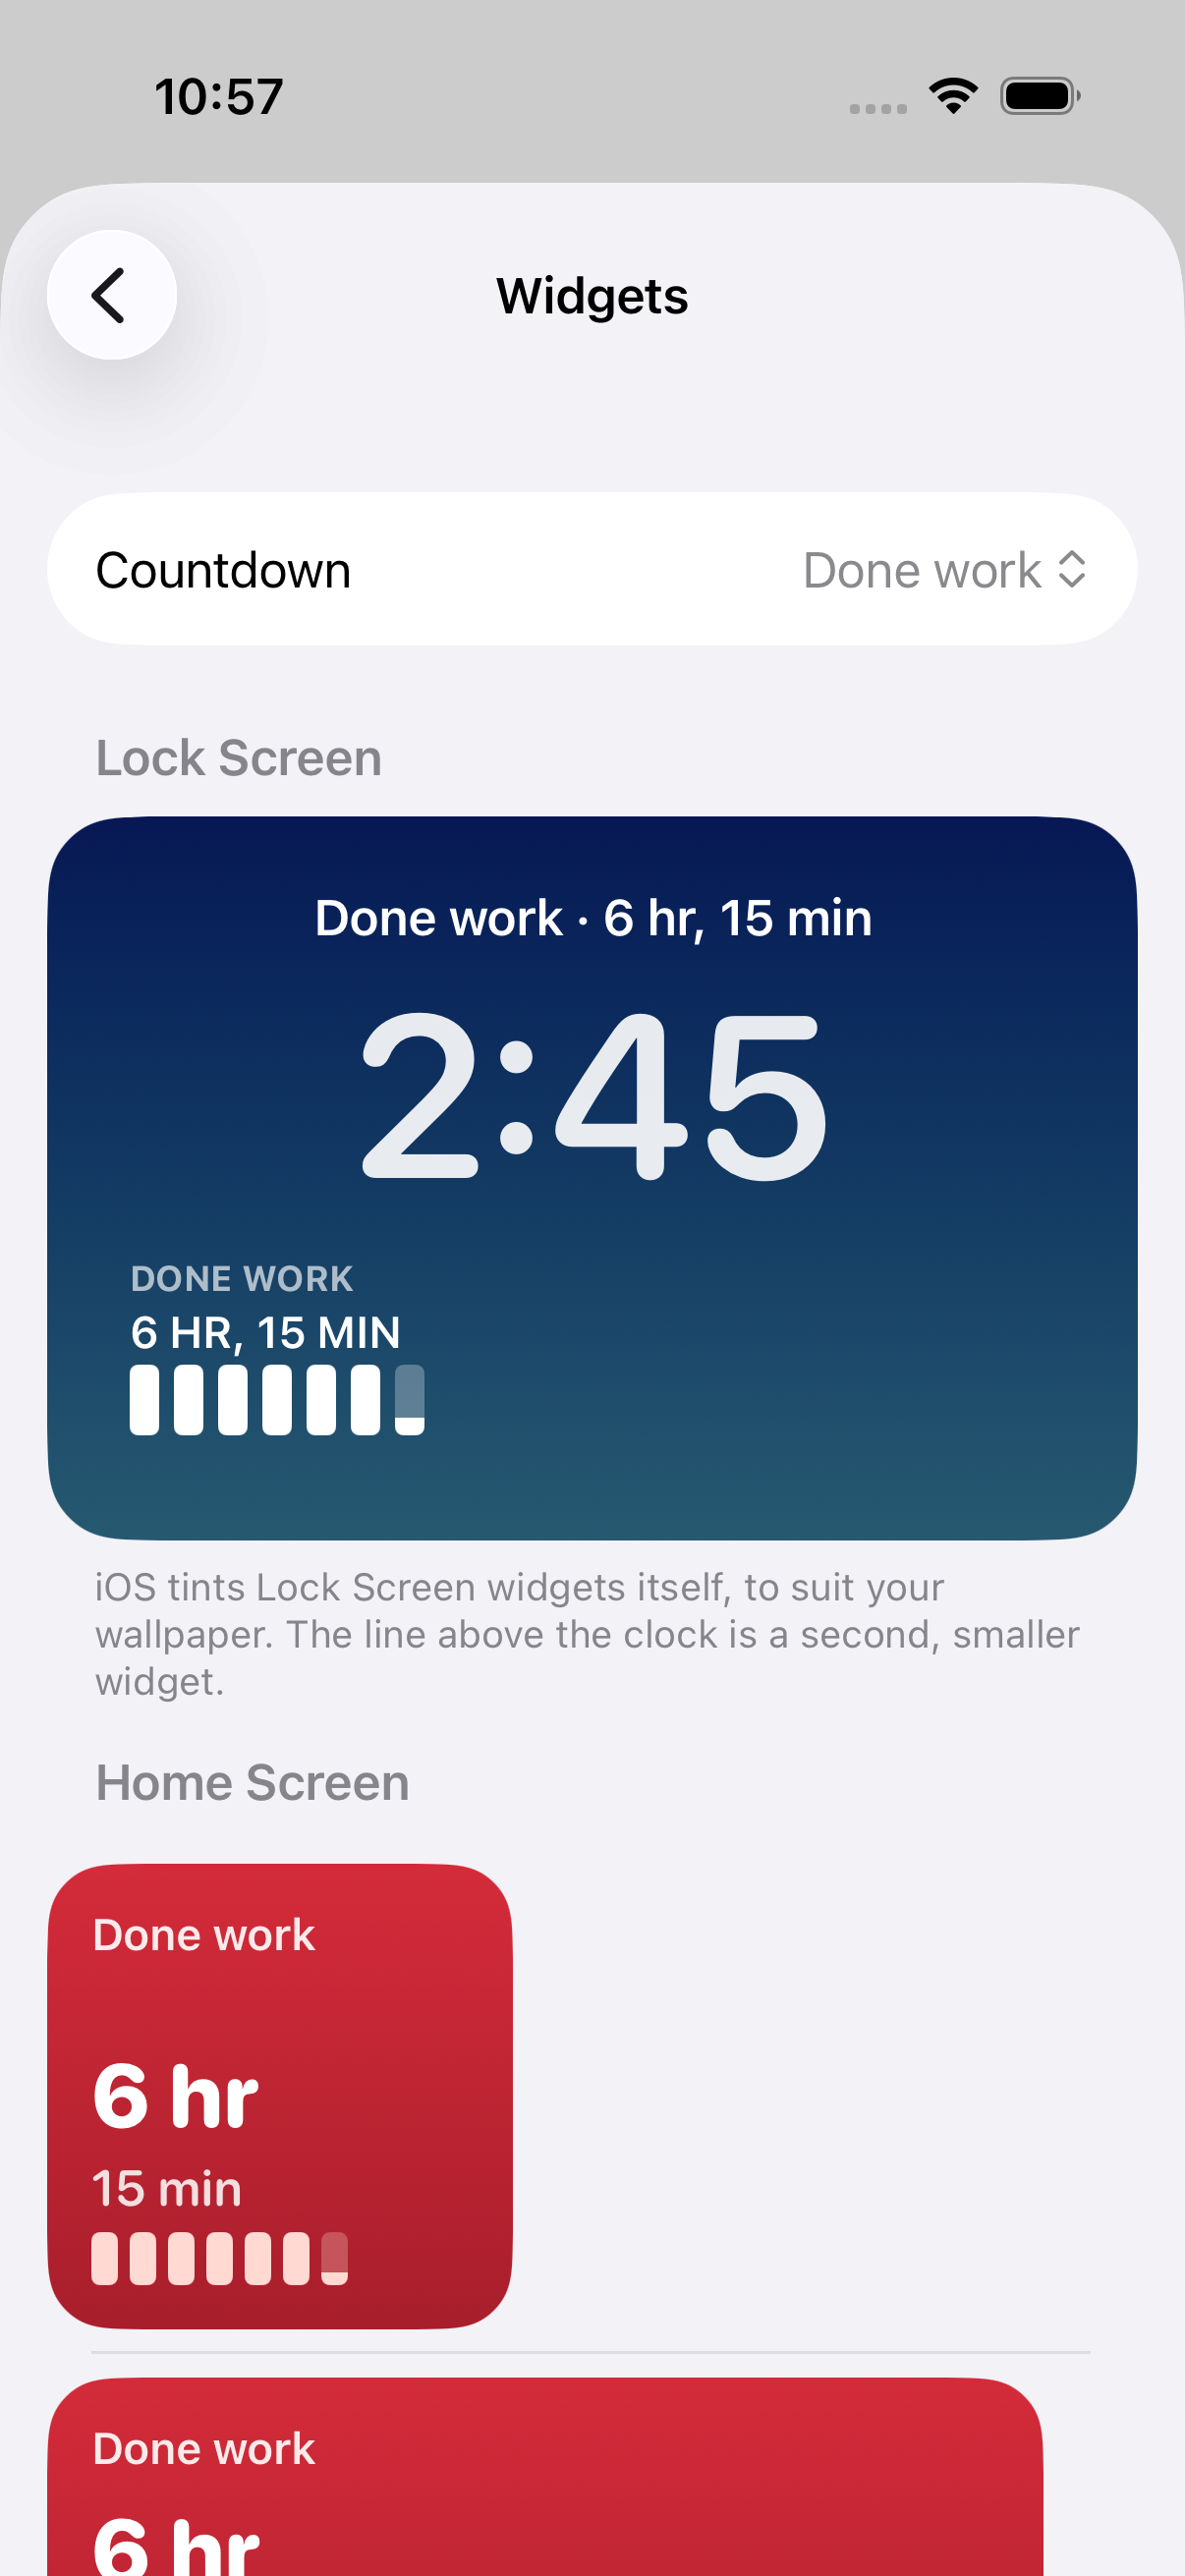 10:57
Widgets
Countdown
Done work
Lock Screen
Done work · 6 hr, 15 min
2:45
DONE WORK
6 HR, 15 MIN
iOS tints Lock Screen widgets itself, to suit your
wallpaper. The line above the clock is a second, smaller
widget.
Home Screen
Done work
6 hr
15 min
Done work
6 hr